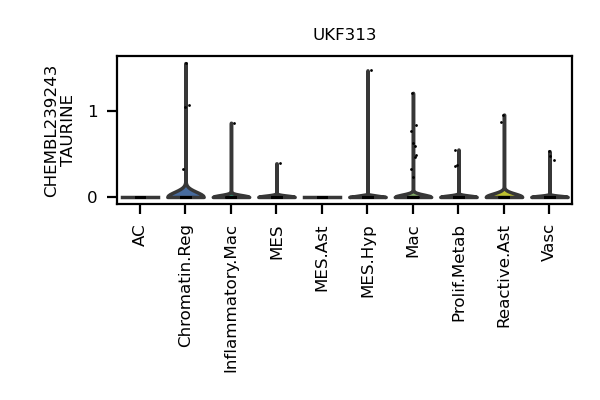 UKF313
CHEMBL239243
TAURINE
1
0
AC
Chromatin.Reg
Inflammatory.Mac
MES
MES.Ast
MES.Hyp
Mac
Prolif.Metab
Reactive.Ast
Vasc